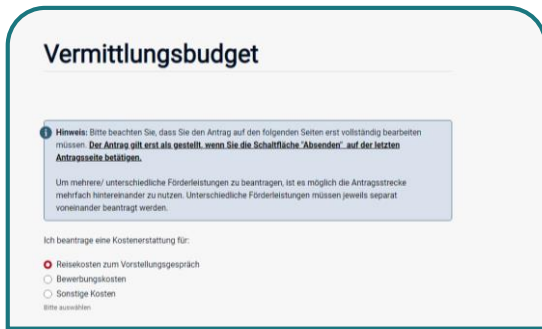 Vermittlungsbudget
Hinweis: Bitte beachten Sie, dass Sie den Antrag auf den folgenden Seiten erst vollständig bearbeiten
müssen. Der Antrag gilt erst als gestellt, wenn Sie die Schaltfläche "Absenden" auf der letzten
Antragsseite betätigen.
Um mehrere/ unterschiedliche Förderleistungen zu beantragen, ist es möglich die Antragsstrecke
mehrfach hintereinander zu nutzen. Unterschiedliche Förderleistungen müssen jeweils separat
voneinander beantragt werden.
Ich beantrage eine Kostenerstattung für:
Reisekosten zum Vorstellungsgespräch
Bewerbungskosten
Sonstige Kosten
Bitte auswählen